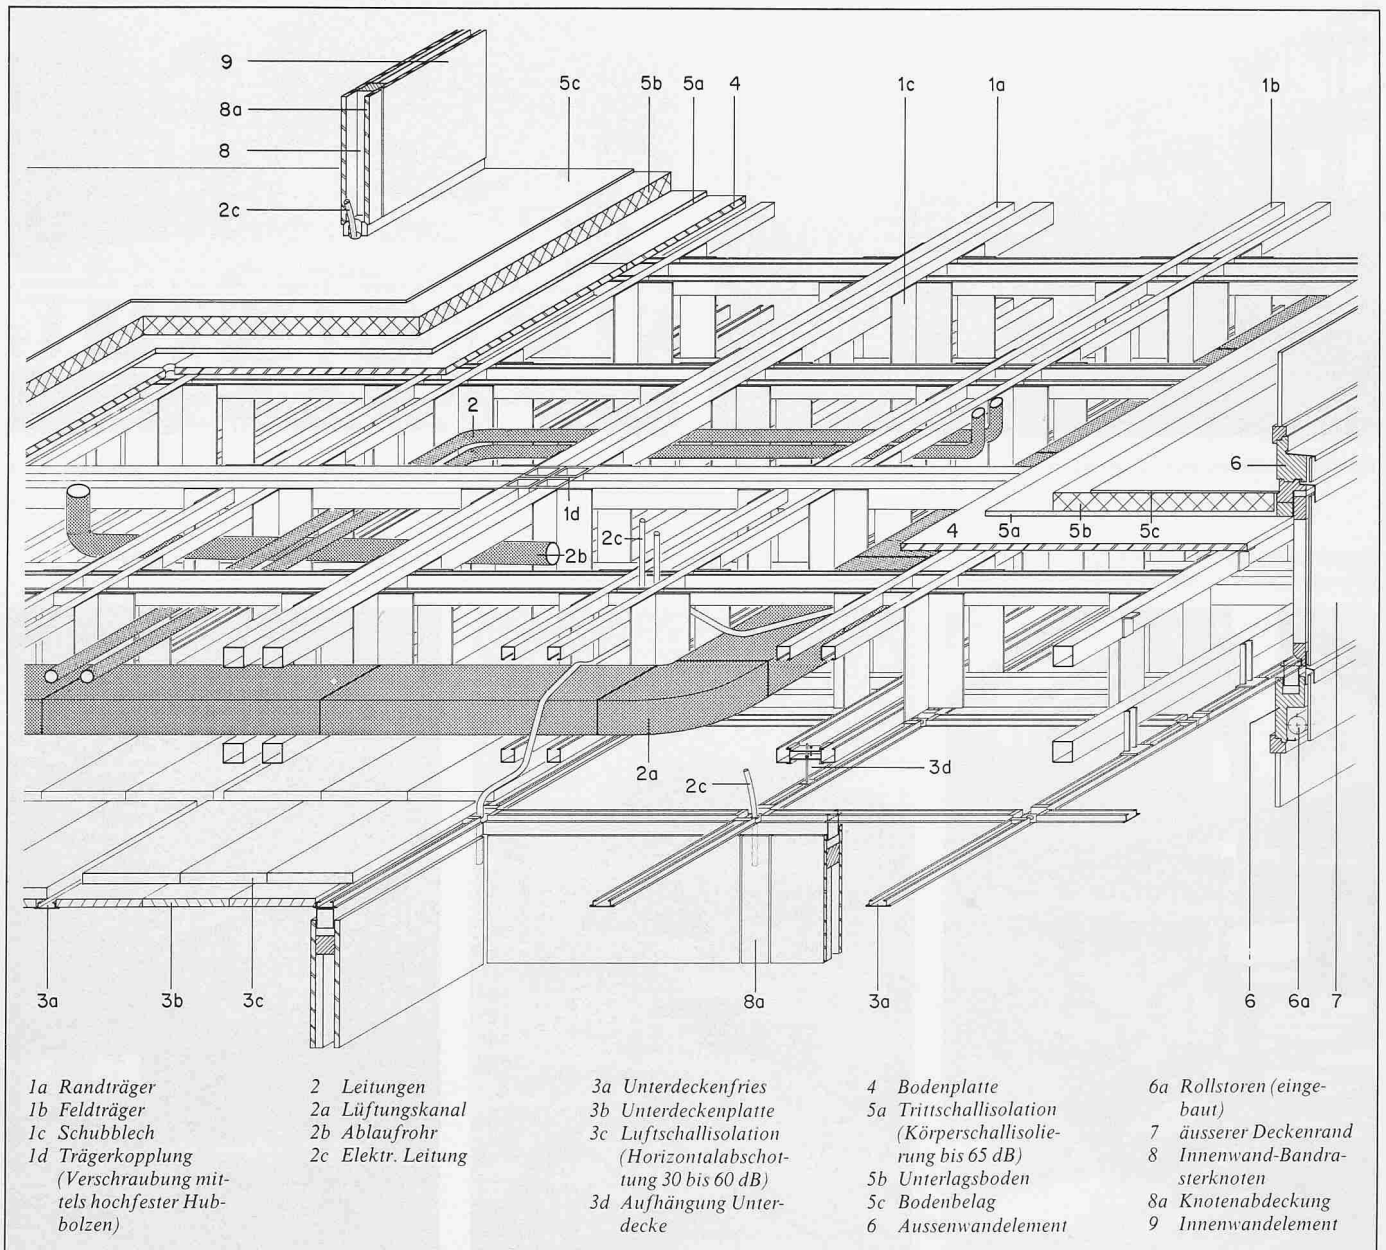 9
8a
8
2c
5c
5b
5a
4
1c
1a
1b
2
1d
2c
2b
4
5a
5b
5c
6
2a
2c
3d
3a
3b
3c
8a
3a
6
6a
7
1a Randträger
1b Feldträger
1c Schubblech
1d Trägerkopplung
(Verschraubung mit-
tels hochfester Hub-
bolzen)
2 Leitungen
2a Lüftungskanal
2b Ablaufrohr
2c Elektr. Leitung
3a Unterdeckenfries
3b Unterdeckenplatte
3c Luftschallisolation
(Horizontalabschot-
tung 30 bis 60 dB)
3d Aufhängung Unter-
decke
4 Bodenplatte
5a Trittschallisolation
(Körperschallisolie-
rung bis 65 dB)
5b Unterlagsboden
5c Bodenbelag
6 Aussenwandelement
6a Rollstoren (einge-
baut)
7 äusserer Deckenrand
8 Innenwand-Bandra-
sterknoten
8a Knotenabdeckung
9 Innenwandelement